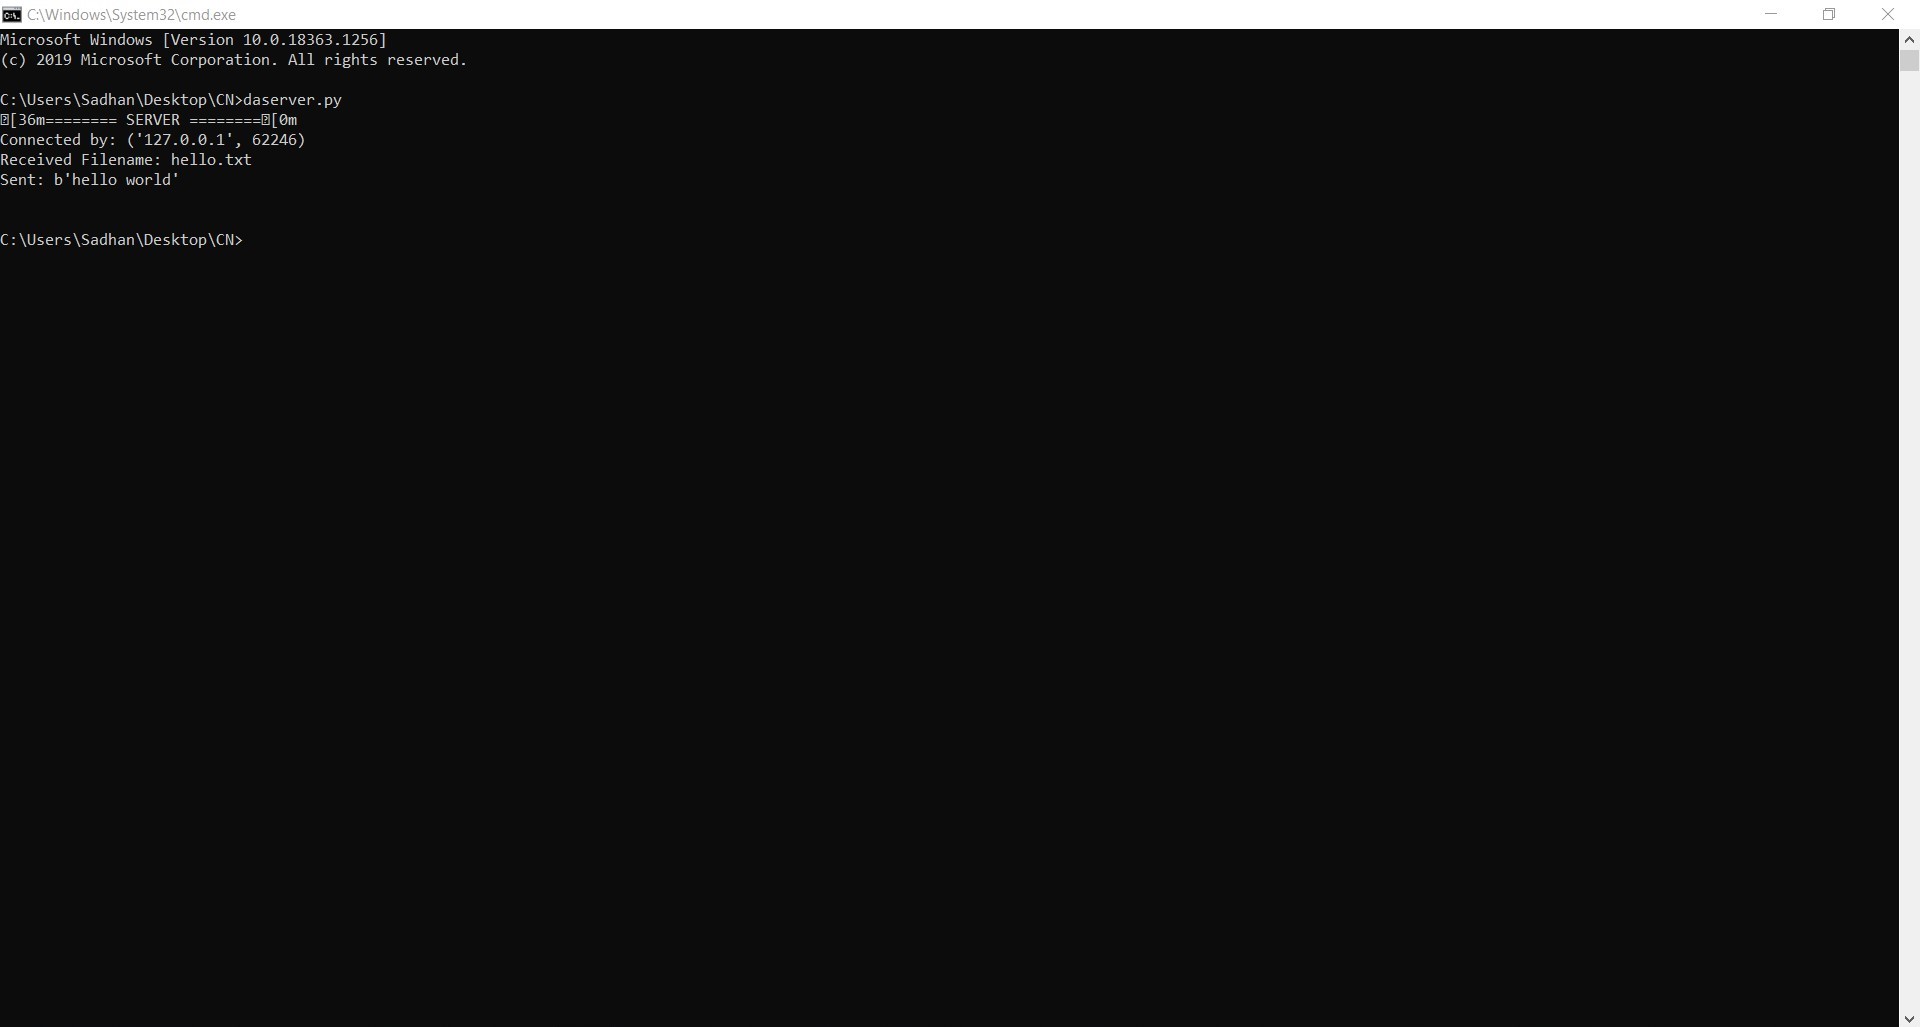 C:\Windows\System32\cmd.exe
Microsoft Windows [Version 10.0.18363.1256]
(c) 2019 Microsoft Corporation. All rights reserved.
C:\Users\Sadhan\Desktop\CN>daserver.py
[36m======== SERVER ========[0m
Connected by: ('127.0.0.1', 62246)
Received Filename: hello.txt
Sent: b'hello world'
C:\Users\Sadhan\Desktop\CN>